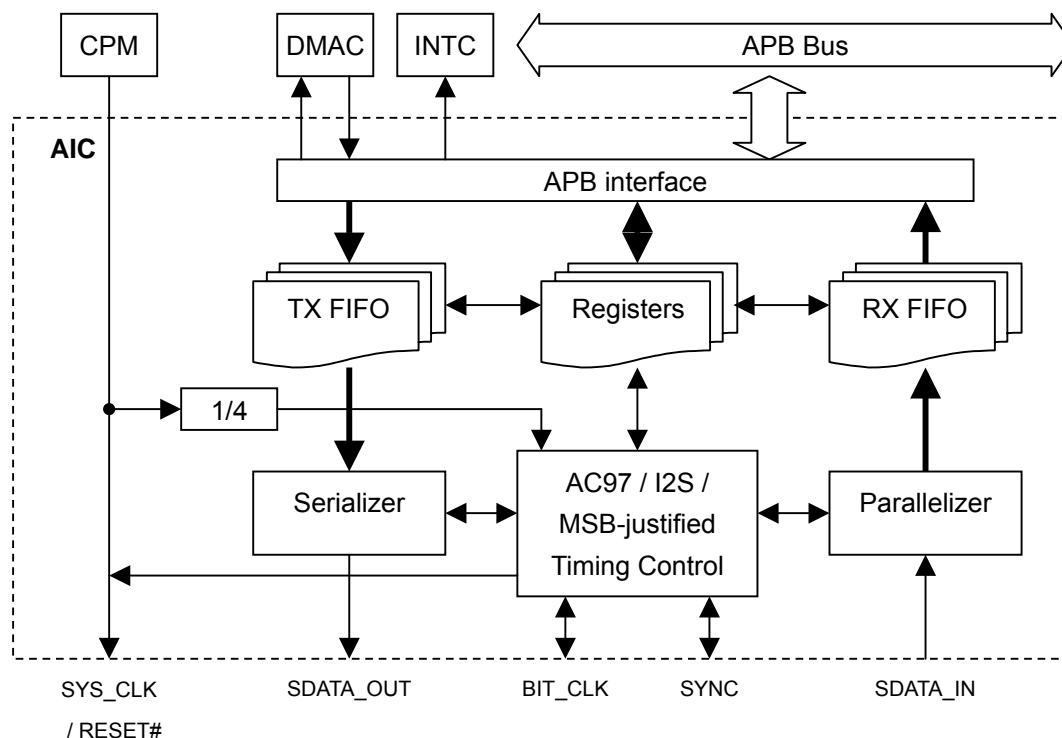 CPM
DMAC
INTC
APB Bus
AIC
APB interface
TX FIFO
Registers
RX FIFO
1/4
Serializer
AC97 / I2S /
MSB-justified
Timing Control
Parallelizer
SYS_CLK
/ RESET#
SDATA_OUT
BIT_CLK
SYNC
SDATA_IN